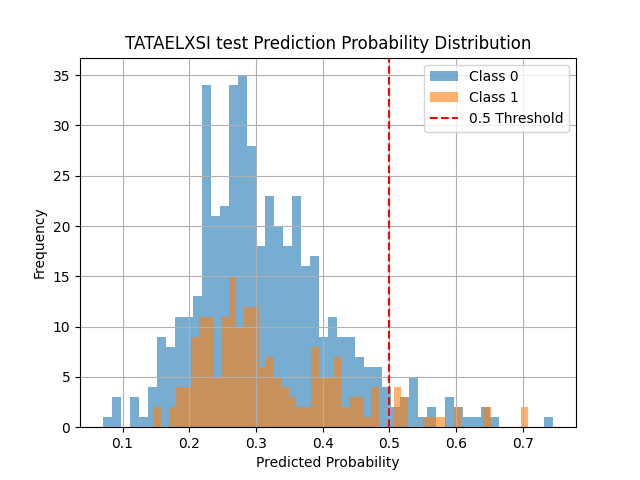 TATAELXSI test Prediction Probability Distribution
Class 0
Class 1
0.5 Threshold
35
30
25
20
15
10
5
0
Frequency
0.1 0.2 0.3 0.4 0.5 0.6 0.7
Predicted Probability